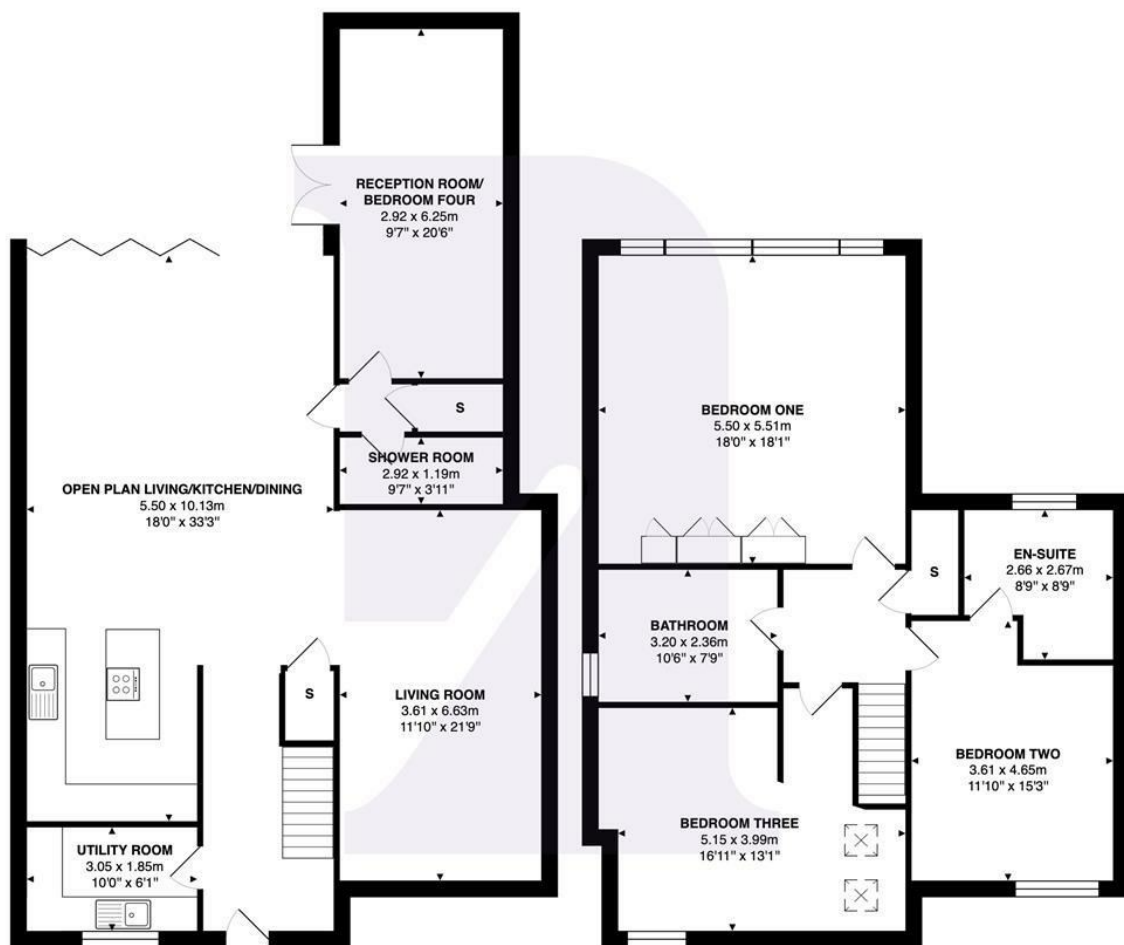 RECEPTION ROOM/
BEDROOM FOUR
2.92 x 6.25m
9'7" x 20'6"
S
SHOWER ROOM
2.92 x 1.19m
9'7" x 3'11"
OPEN PLAN LIVING/KITCHEN/DINING
5.50 x 10.13m
18'0" x 33'3"
S
LIVING ROOM
3.61 x 6.63m
11'10" x 21'9"
UTILITY ROOM
3.05 x 1.85m
10'0" x 6'1"
BEDROOM ONE
5.50 x 5.51m
18'0" x 18'1"
S
EN-SUITE
2.66 x 2.67m
8'9" x 8'9"
BATHROOM
3.20 x 2.36m
10'6" x 7'9"
BEDROOM TWO
3.61 x 4.65m
11'10" x 15'3"
BEDROOM THREE
5.15 x 3.99m
16'11" x 13'1"